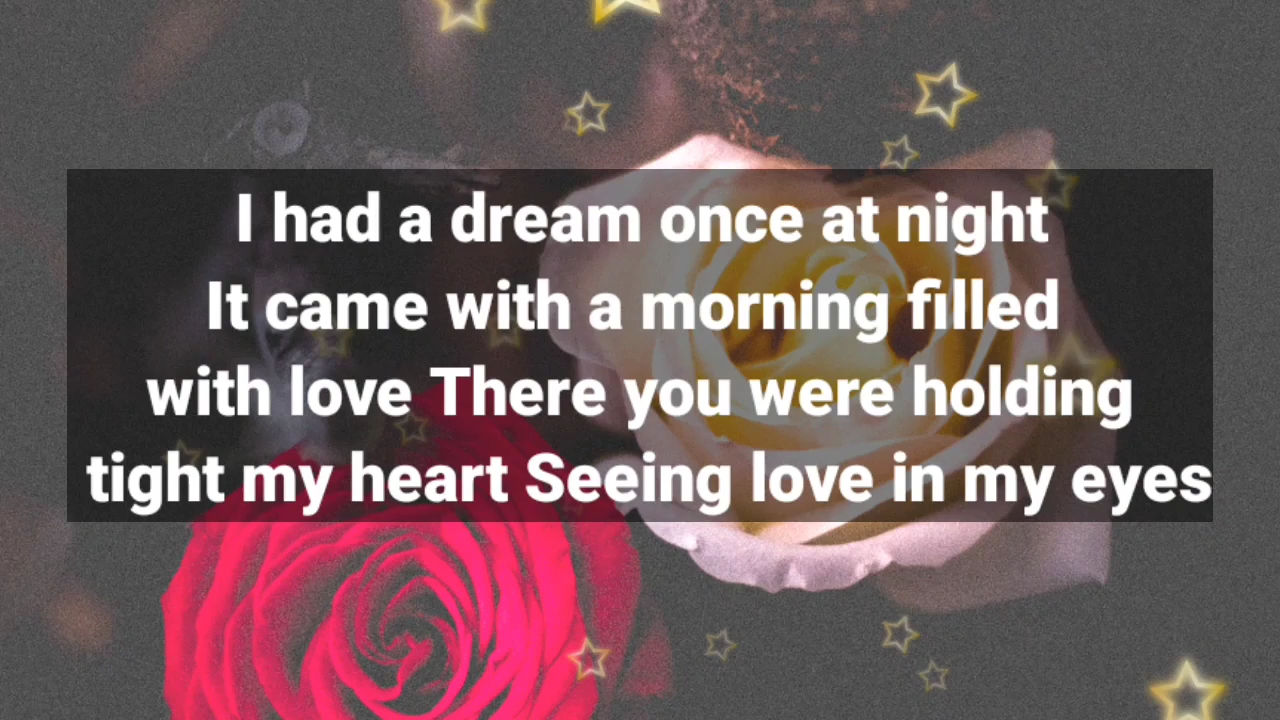 I had a dream once at night
It came with a morning filled
with love There you were holding
tight my heart Seeing love in my eyes